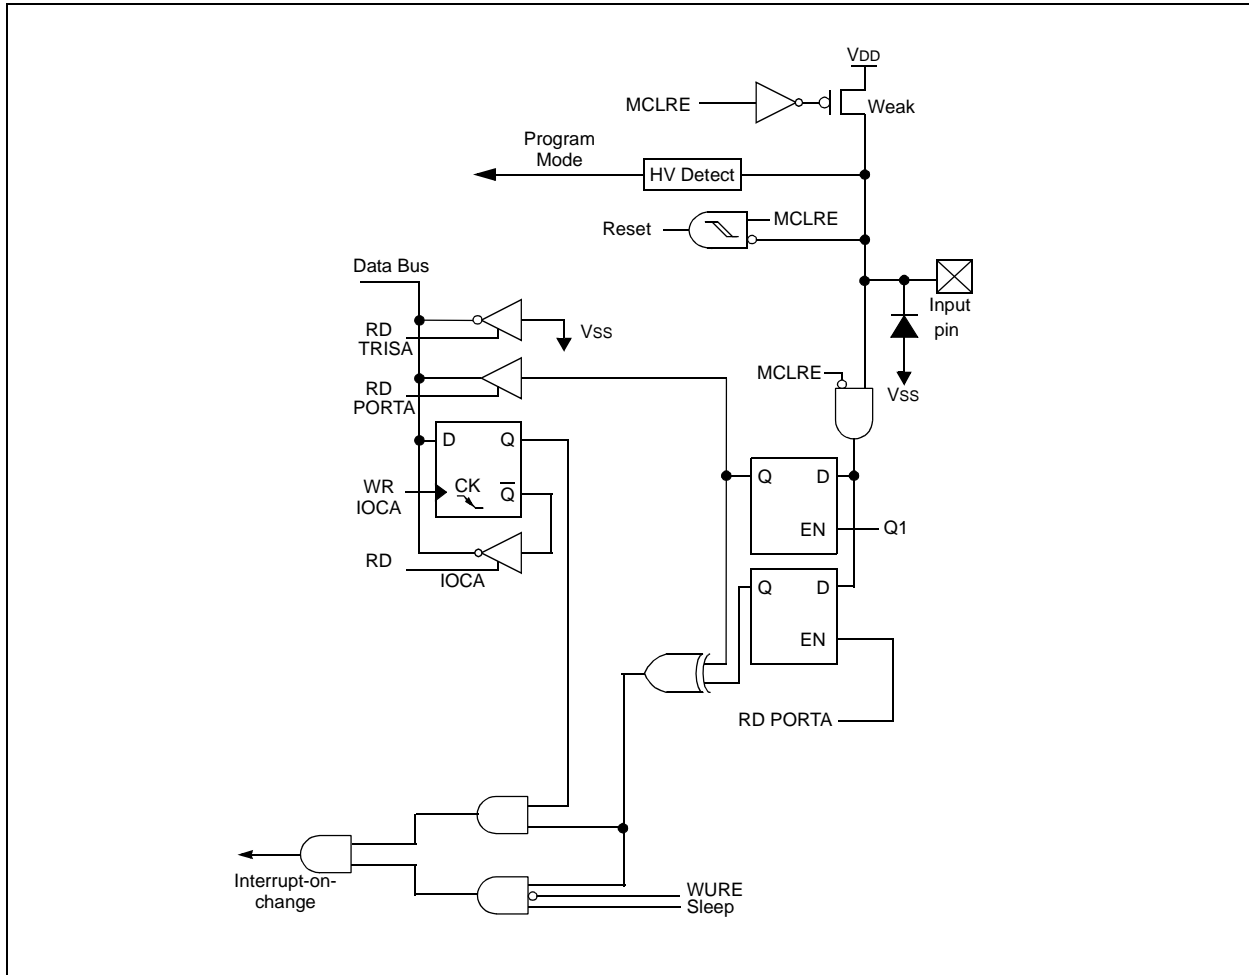 VDD
MCLRE
Weak
Program
Mode
HV Detect
MCLRE
Reset
Data Bus
Input
pin
RD
TRISA
VSS
MCLRE
VSS
RD
PORTA
D Q
Q D
WR
IOCA
CK
Q
EN
Q1
RD
IOCA
Q D
EN
RD PORTA
Interrupt-on-
change
WURE
Sleep